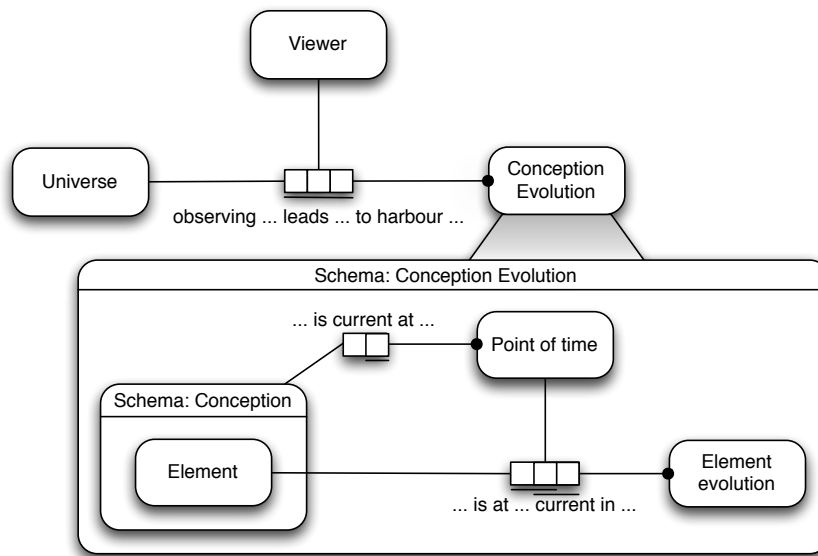 Viewer
Universe
Conception
Evolution
observing ... leads ... to harbour ...
Schema: Conception Evolution
... is current at ...
Point of time
Schema: Conception
Element
Element
evolution
... is at ... current in ...